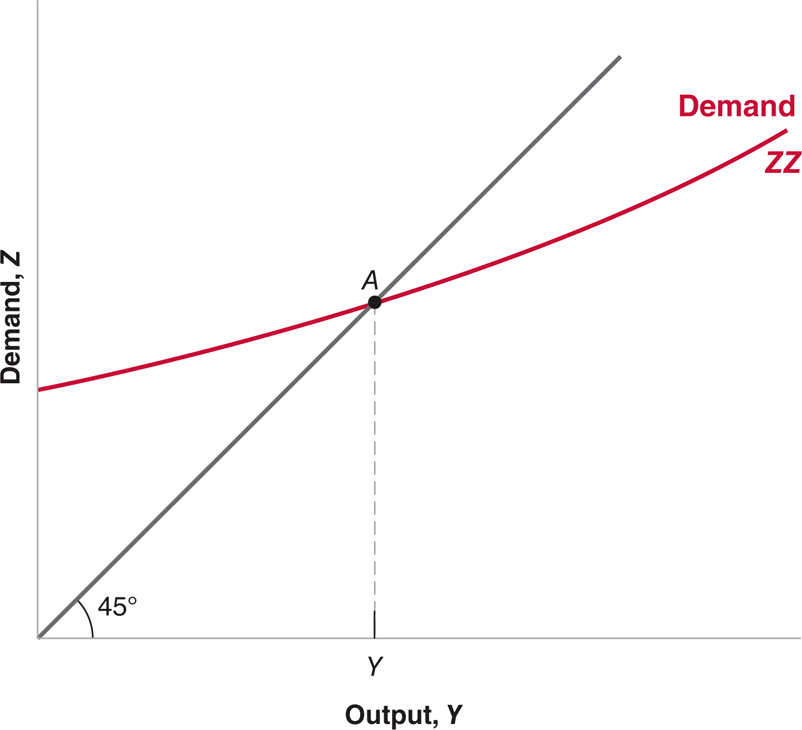 Demand
ZZ
A
Demand, Z
45°
Y
Output, Y